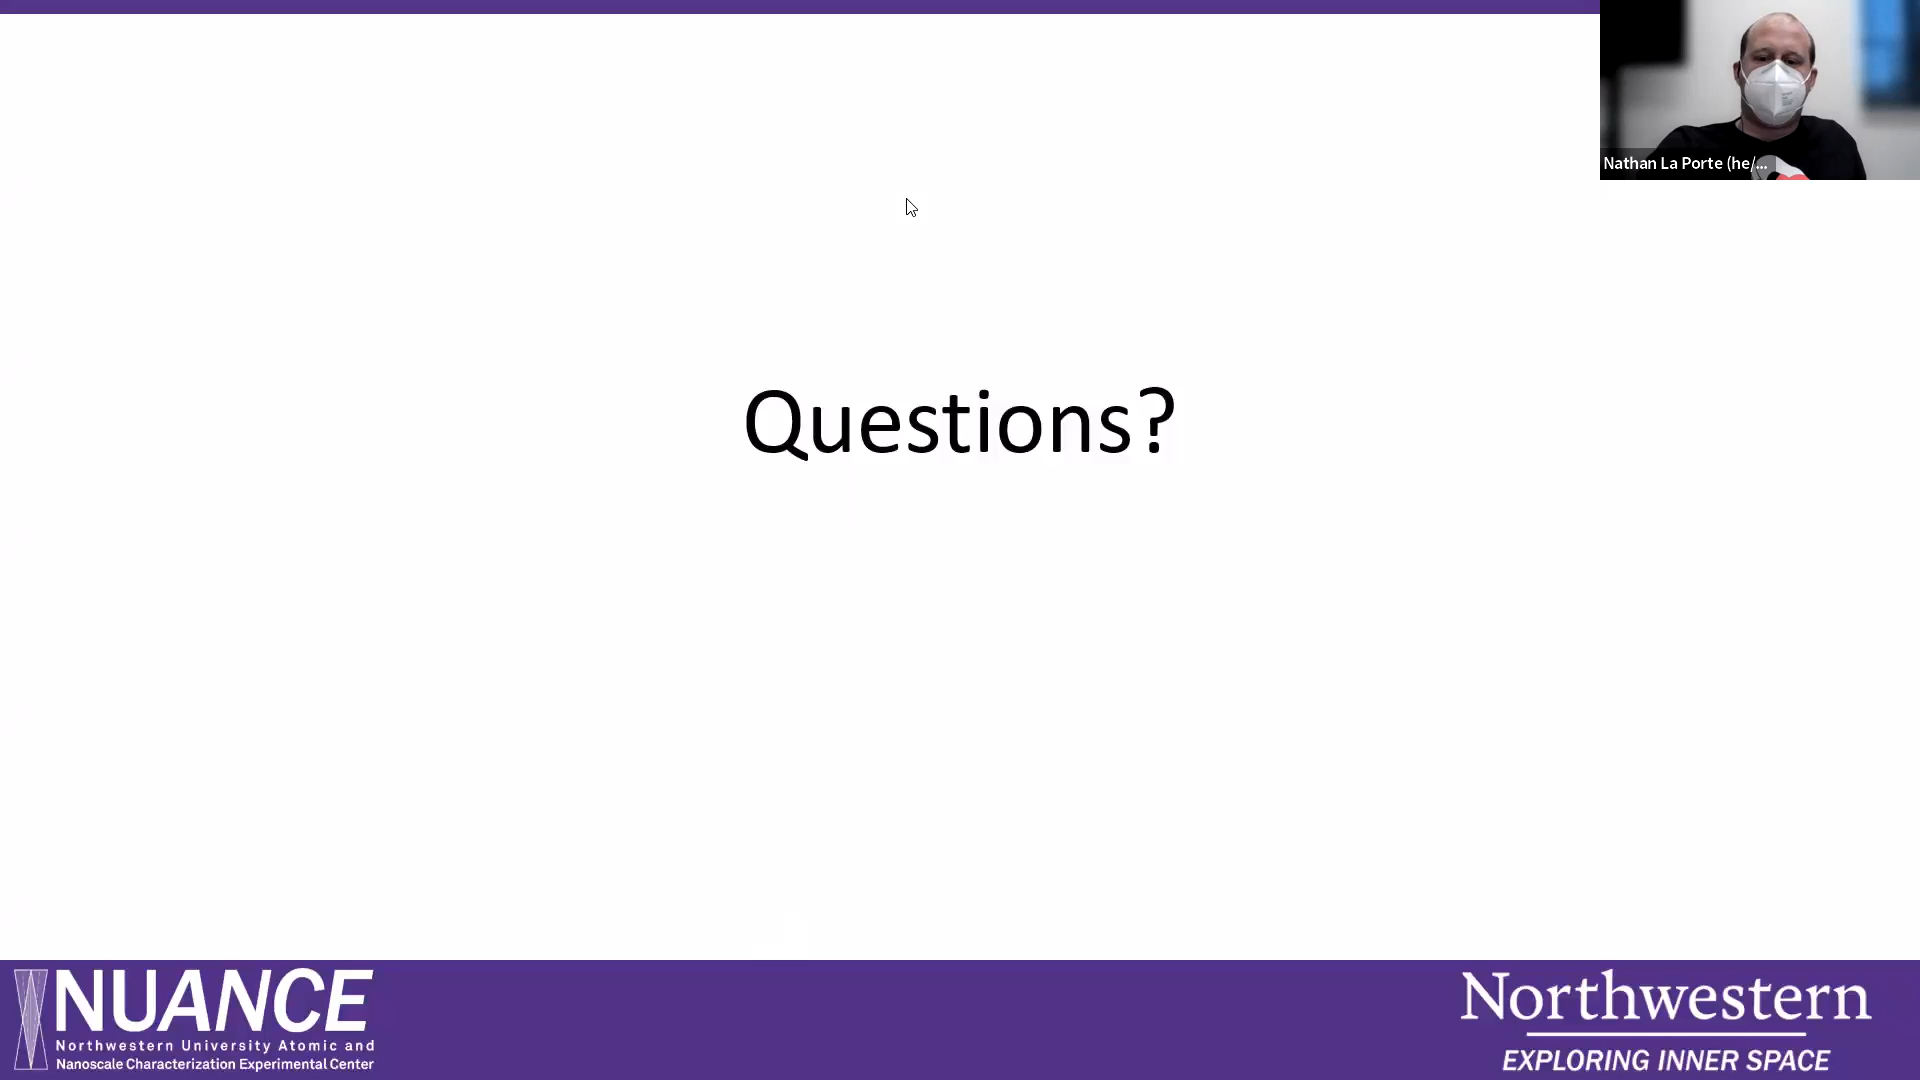 Nathan La Porte (he/...
Questions?
NUANCE
Northwestern University Atomic and
Nanoscale Characterization Experimental Center
Northwestern
EXPLORING INNER SPACE